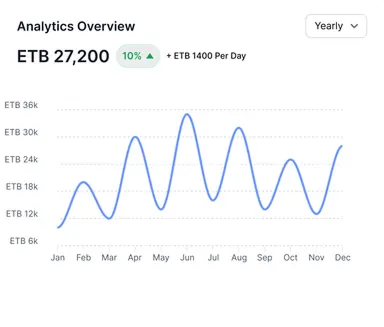 Analytics Overview
Yearly
ETB 27,200
10%
+ ETB 1400 Per Day
ETB 36k
ETB 30k
ETB 24k
ETB 18k
ETB 12k
ETB 6k
Jan Feb Mar Apr May Jun Jul Aug Sep Oct Nov Dec